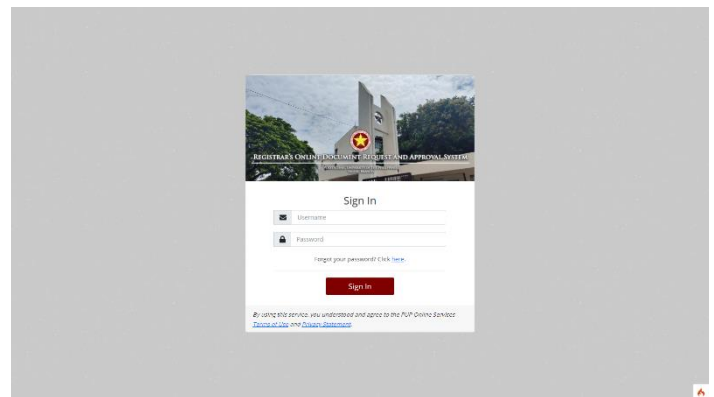 REGISTRAR'S ONLINE DOCUMENT REQUEST AND APPROVAL SYSTEM
Sign In
Username
Password
Forgot your password? Click here.
Sign In
By using this service, you understood and agree to the PUP Online Services
Terms of Use and Privacy Statement.